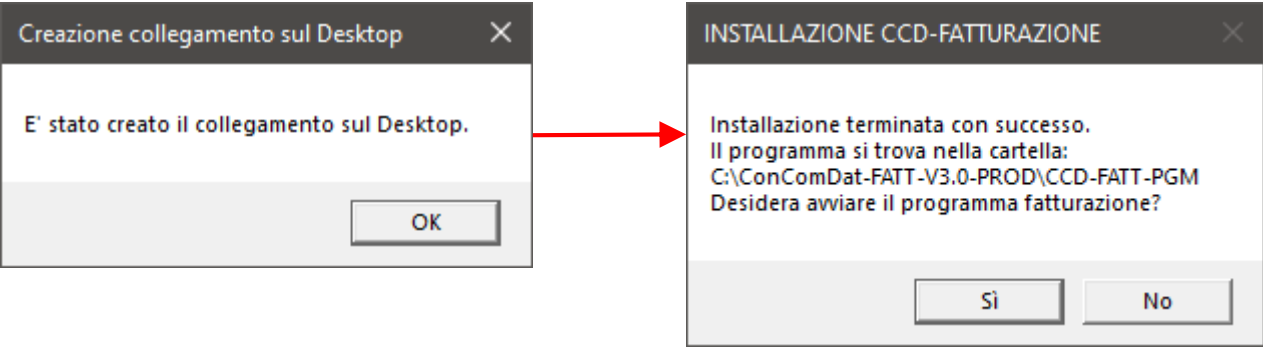 Creazione collegamento sul Desktop
E' stato creato il collegamento sul Desktop.
OK
INSTALLAZIONE CCD-FATTURAZIONE
Installazione terminata con successo.
Il programma si trova nella cartella:
C:\ConComDat-FATT-V3.0-PROD\CCD-FATT-PGM
Desidera avviare il programma fatturazione?
Sì
No